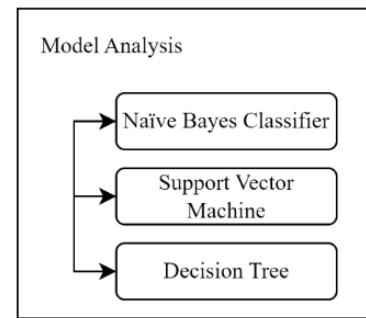 Model Analysis
Naïve Bayes Classifier
Support Vector
Machine
Decision Tree